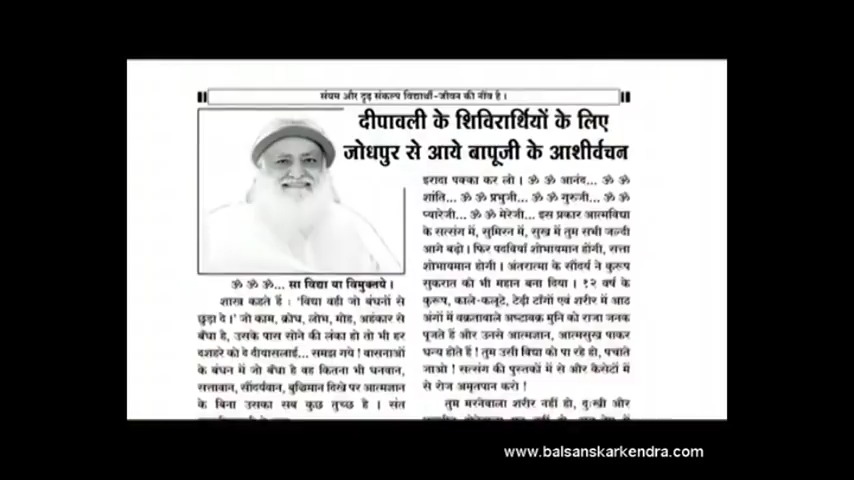 संयम और दृढ़ संकल्प विद्यार्थी-जीवन की नींव है ।
दीपावली के शिविरार्थियों के लिए
जोधपुर से आये बापूजी के आशीर्वचन
ॐ ॐ ॐ... सा विद्या या विमुक्तये ।
शास्त्र कहते हैं : 'विद्या वही जो बंधनों से
छुड़ा दे ।' जो काम, क्रोध, लोभ, मोह, अहंकार से
बँधा है, उसके पास सोने की लंका हो तो भी हर
दशहरे को दे दीयासलाई... समझ गये ! वासनाओं
के बंधन में जो बँधा है वह कितना भी धनवान,
सत्तावान, सौंदर्यवान, बुद्धिमान दिखे पर आत्मज्ञान
के बिना उसका सब कुछ तुच्छ है । संत
इरादा पक्का कर लो । ॐ ॐ आनंद... ॐ ॐ
शांति... ॐ ॐ प्रभुजी... ॐ ॐ गुरुजी... ॐ ॐ
प्यारेजी... ॐ ॐ मेरेजी... इस प्रकार आत्मविद्या
के सत्संग में, सुमिरन में, सुख में तुम सभी जल्दी
आगे बढ़ो । फिर पदवियाँ शोभायमान होंगी, सत्ता
शोभायमान होगी । अंतरात्मा के सौंदर्य ने कुरूप
सुकरात को भी महान बना दिया । १२ वर्ष के
कुरूप, काले-कलूटे, टेढ़ी टाँगों एवं शरीर में आठ
अंगों में वक्रतावाले अष्टावक्र मुनि को राजा जनक
पूजते हैं और उनसे आत्मज्ञान, आत्मसुख पाकर
धन्य होते हैं ! तुम उसी विद्या को पा रहे हो, पचाते
जाओ ! सत्संग की पुस्तकों में से और कैसेटों में
से रोज अमृतपान करो !
तुम मरनेवाला शरीर नहीं हो, दुःखी और
www.balsanskarkendra.com